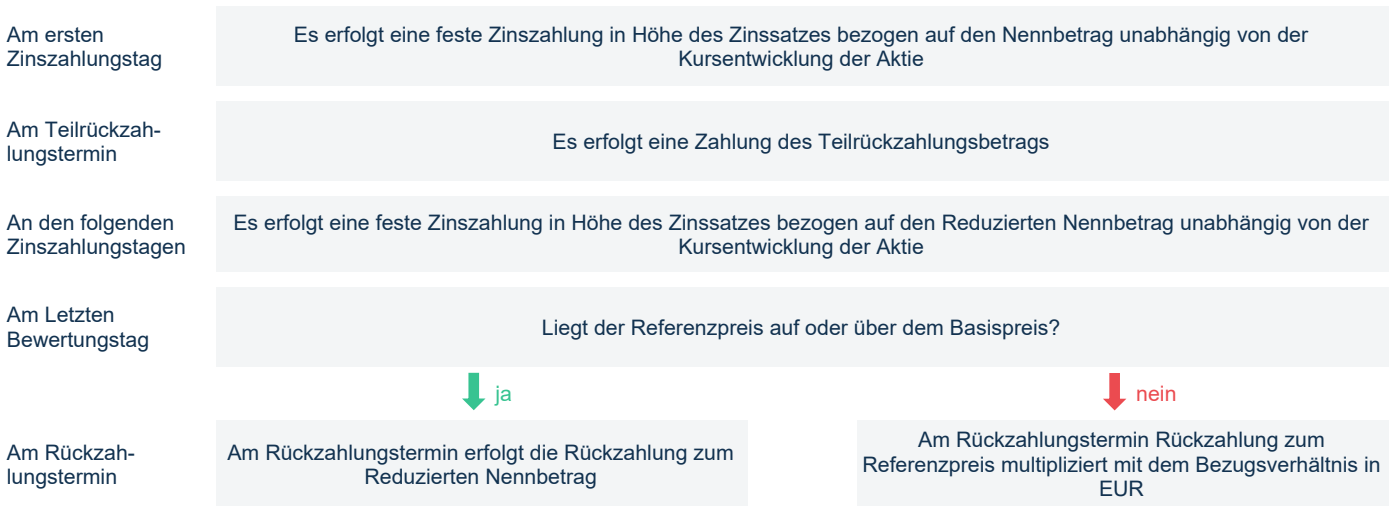 Am ersten
Zinszahlungstag
Es erfolgt eine feste Zinszahlung in Höhe des Zinssatzes bezogen auf den Nennbetrag unabhängig von der
Kursentwicklung der Aktie
Am Teilrückzah-
lungstermin
Es erfolgt eine Zahlung des Teilrückzahlungsbetrags
An den folgenden
Zinszahlungstagen
Es erfolgt eine feste Zinszahlung in Höhe des Zinssatzes bezogen auf den Reduzierten Nennbetrag unabhängig von der
Kursentwicklung der Aktie
Am Letzten
Bewertungstag
Liegt der Referenzpreis auf oder über dem Basispreis?
ja
nein
Am Rückzah-
lungstermin
Am Rückzahlungstermin erfolgt die Rückzahlung zum
Reduzierten Nennbetrag
Am Rückzahlungstermin Rückzahlung zum
Referenzpreis multipliziert mit dem Bezugsverhältnis in
EUR